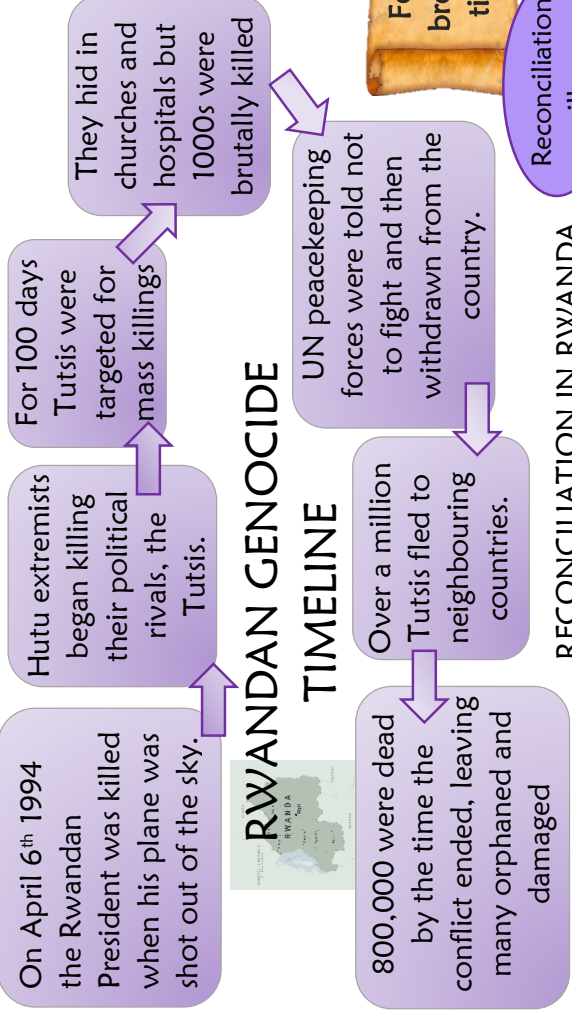 On April 6th 1994
the Rwandan
President was killed
when his plane was
shot out of the sky.
Hutu extremists
began killing
their political
rivals, the
Tutsis.
For 100 days
Tutsis were
targeted for
mass killings
They hid in
churches and
hospitals but
1000s were
brutally killed
UN peacekeeping
forces were told not
to fight and then
withdrawn from the
country.
Over a million
Tutsis fled to
neighbouring
countries.
800,000 were dead
by the time the
conflict ended, leaving
many orphaned and
damaged
RWANDAN GENOCIDE
TIMELINE
RWANDA
RECONCILIATION IN RWANDA
Reconciliation